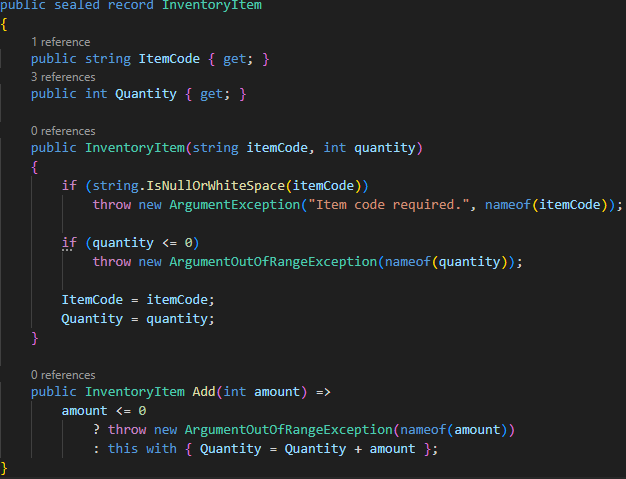 public sealed record InventoryItem
{
1 reference
public string ItemCode { get; }
3 references
public int Quantity { get; }
0 references
public InventoryItem(string itemCode, int quantity)
{
if (string.IsNullOrWhiteSpace(itemCode))
throw new ArgumentException("Item code required.", nameof(itemCode));
if (quantity <= 0)
throw new ArgumentOutOfRangeException(nameof(quantity));
ItemCode = itemCode;
Quantity = quantity;
}
0 references
public InventoryItem Add(int amount) =>
amount <= 0
? throw new ArgumentOutOfRangeException(nameof(amount))
: this with { Quantity = Quantity + amount };
}